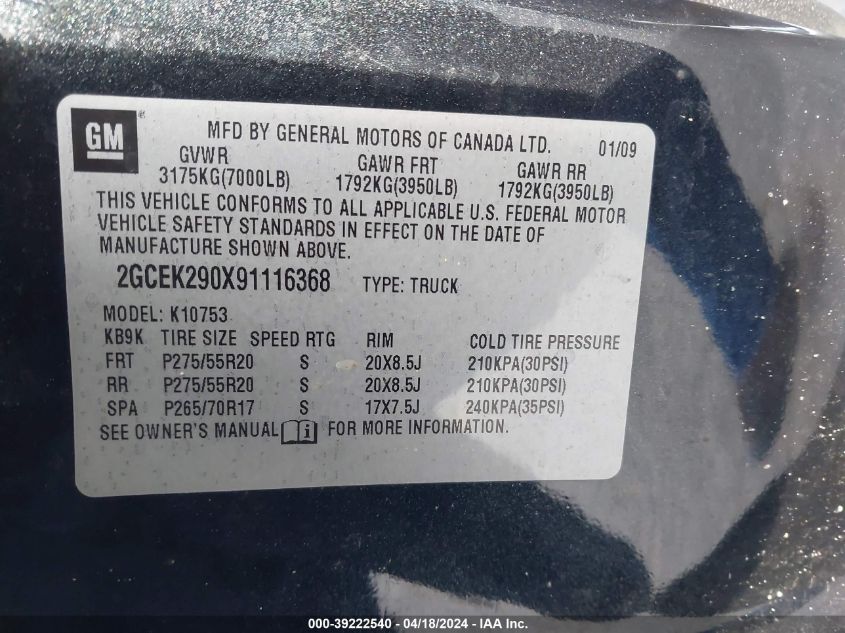 GM
MFD BY GENERAL MOTORS OF CANADA LTD. 01/09
GVWR GAWR FRT GAWR RR
3175KG(7000LB) 1792KG(3950LB) 1792KG(3950LB)
THIS VEHICLE CONFORMS TO ALL APPLICABLE U.S. FEDERAL MOTOR
VEHICLE SAFETY STANDARDS IN EFFECT ON THE DATE OF
MANUFACTURE SHOWN ABOVE.
2GCEK290X91116368 TYPE: TRUCK
MODEL: K10753
KB9K TIRE SIZE SPEED RTG RIM COLD TIRE PRESSURE
FRT P275/55R20 S 20X8.5J 210KPA(30PSI)
RR P275/55R20 S 20X8.5J 210KPA(30PSI)
SPA P265/70R17 S 17X7.5J 240KPA(35PSI)
SEE OWNER'S MANUAL i FOR MORE INFORMATION.
000-39222540 - 04/18/2024 - IAA Inc.